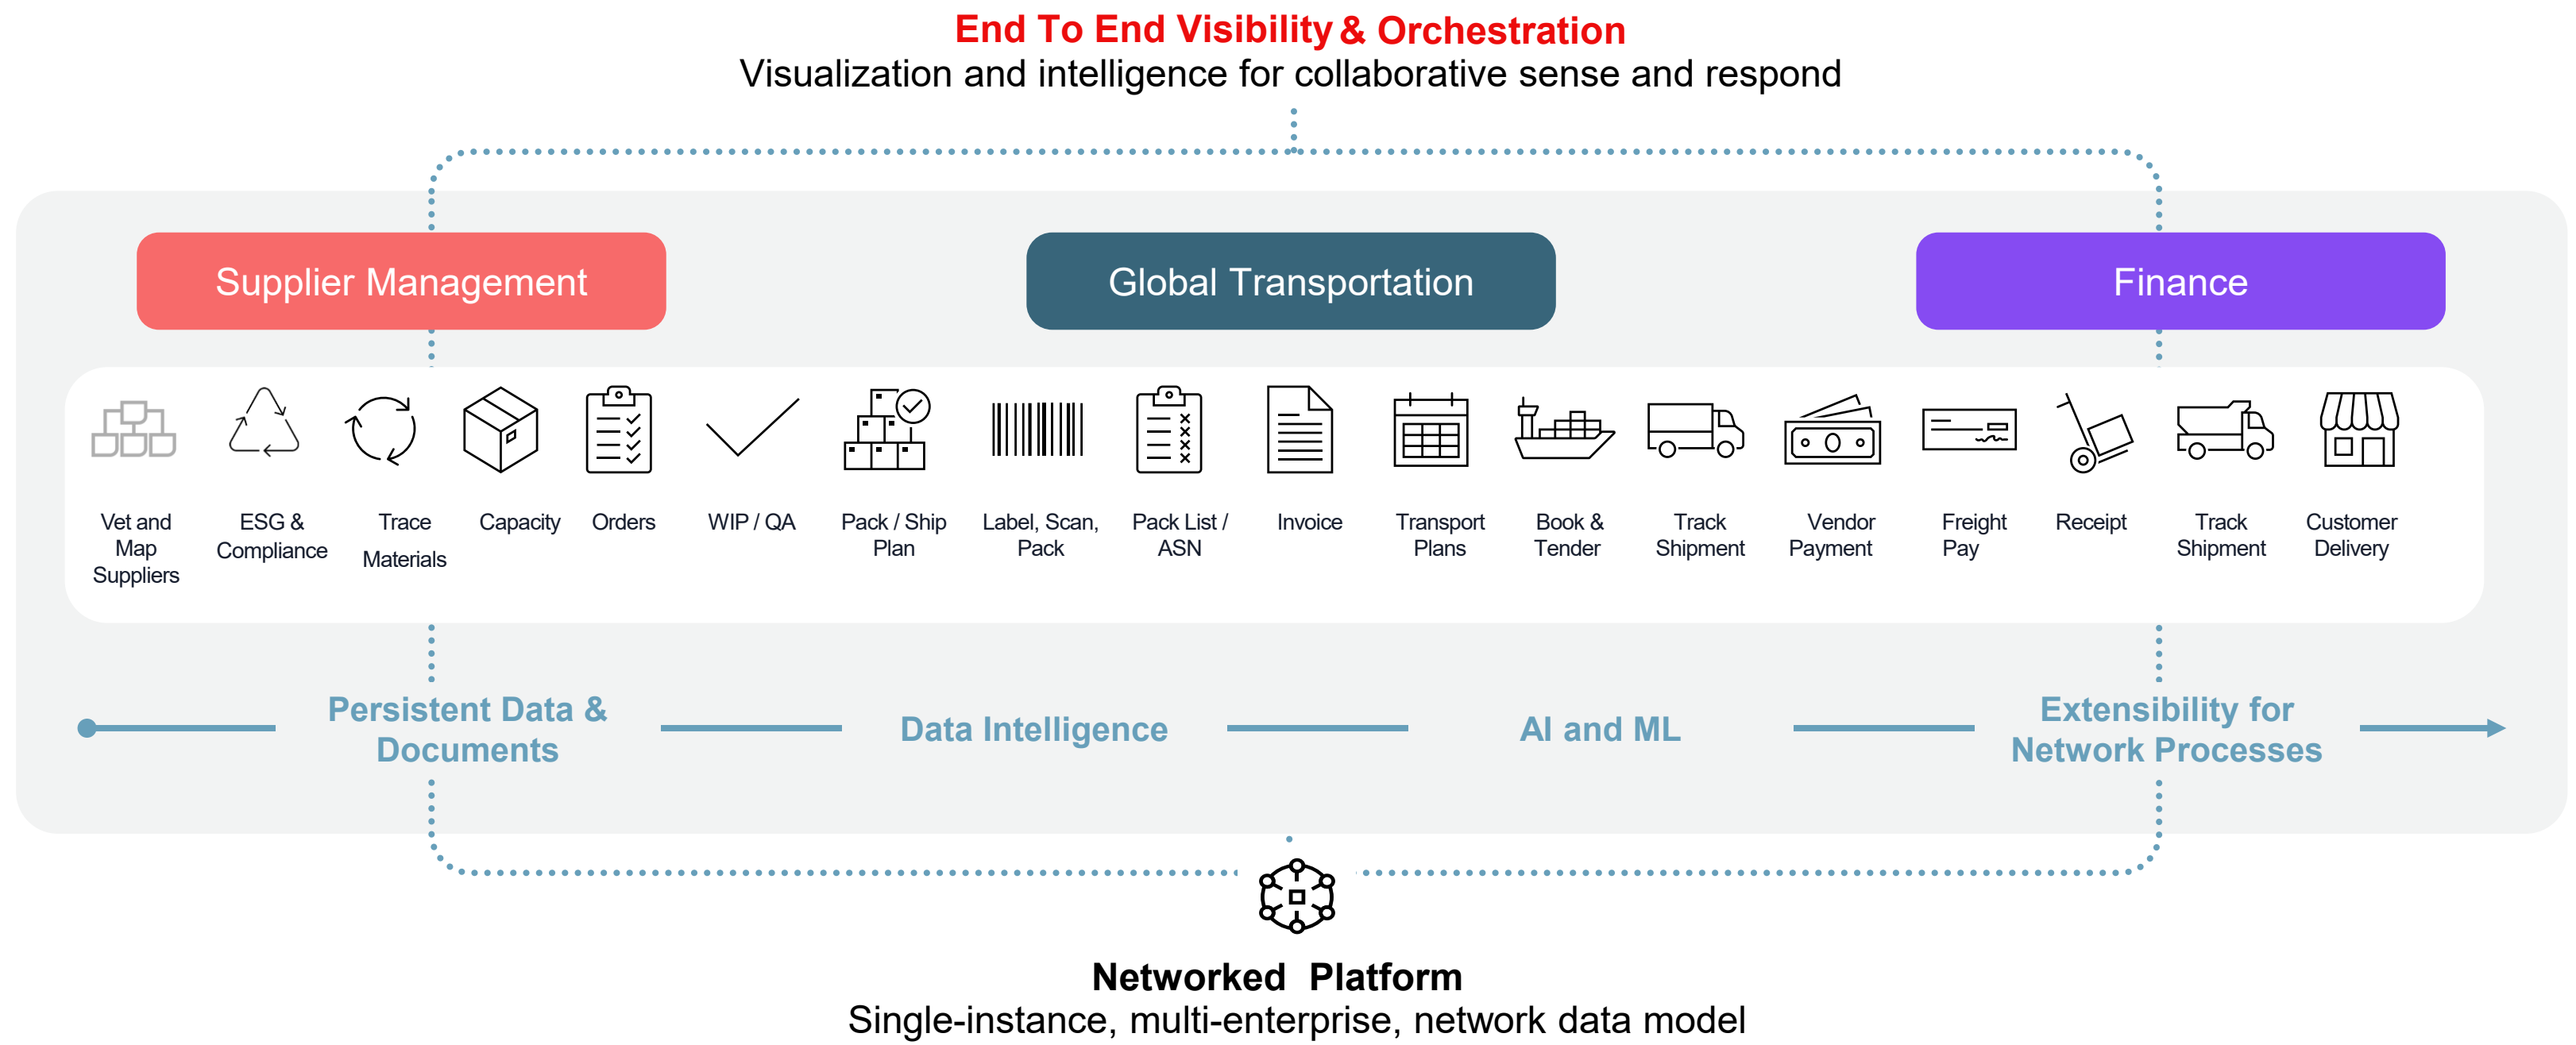 End To End Visibility & Orchestration
Visualization and intelligence for collaborative sense and respond
Supplier Management
Global Transportation
Finance
Vet and
Map
Suppliers
ESG &
Compliance
Trace
Materials
Capacity
Orders
WIP / QA
Pack / Ship
Plan
Label, Scan,
Pack
Pack List /
ASN
Invoice
Transport
Plans
Book &
Tender
Track
Shipment
Vendor
Payment
Freight
Pay
Receipt
Track
Shipment
Customer
Delivery
Persistent Data &
Documents
Data Intelligence
AI and ML
Extensibility for
Network Processes
Networked Platform
Single-instance, multi-enterprise, network data model